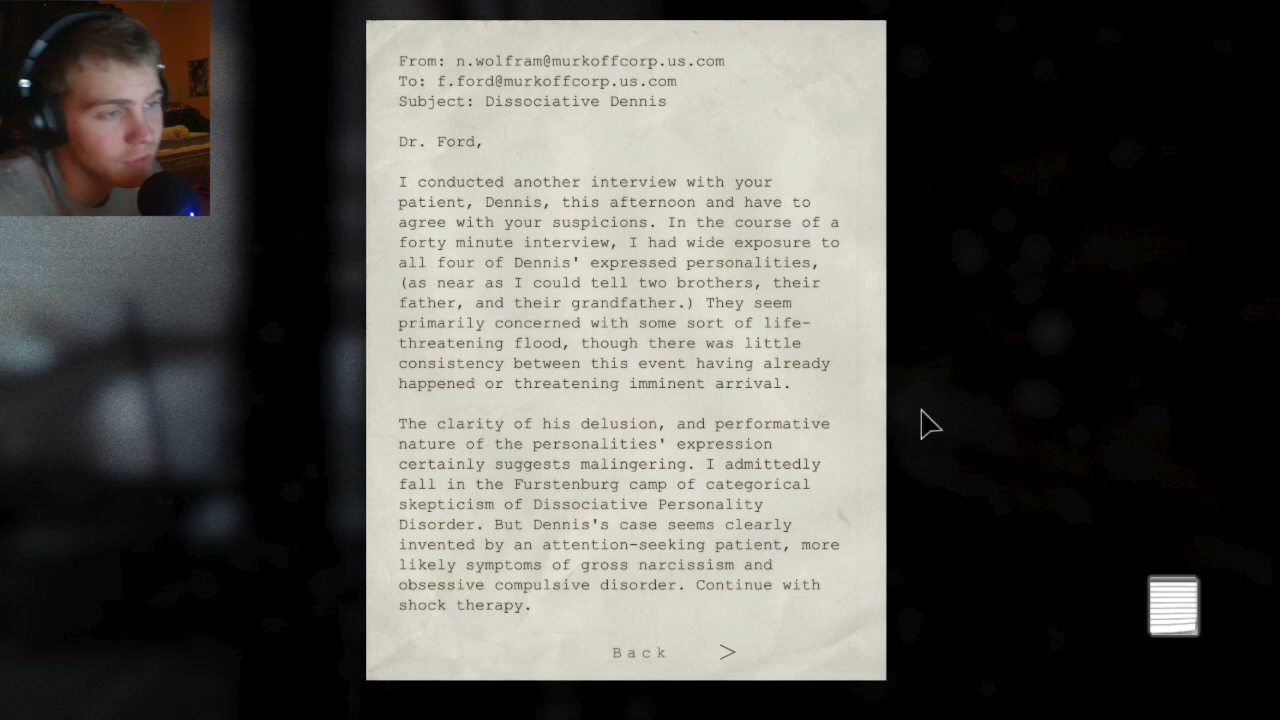 From: n.wolfram@murkoffcorp.us.com
To: f.ford@murkoffcorp.us.com
Subject: Dissociative Dennis
Dr. Ford,
I conducted another interview with your
patient, Dennis, this afternoon and have to
agree with your suspicions. In the course of a
forty minute interview, I had wide exposure to
all four of Dennis' expressed personalities,
(as near as I could tell two brothers, their
father, and their grandfather.) They seem
primarily concerned with some sort of life-
threatening flood, though there was little
consistency between this event having already
happened or threatening imminent arrival.
The clarity of his delusion, and performative
nature of the personalities' expression
certainly suggests malingering. I admittedly
fall in the Furstenburg camp of categorical
skepticism of Dissociative Personality
Disorder. But Dennis's case seems clearly
invented by an attention-seeking patient, more
likely symptoms of gross narcissism and
obsessive compulsive disorder. Continue with
shock therapy.
Back >